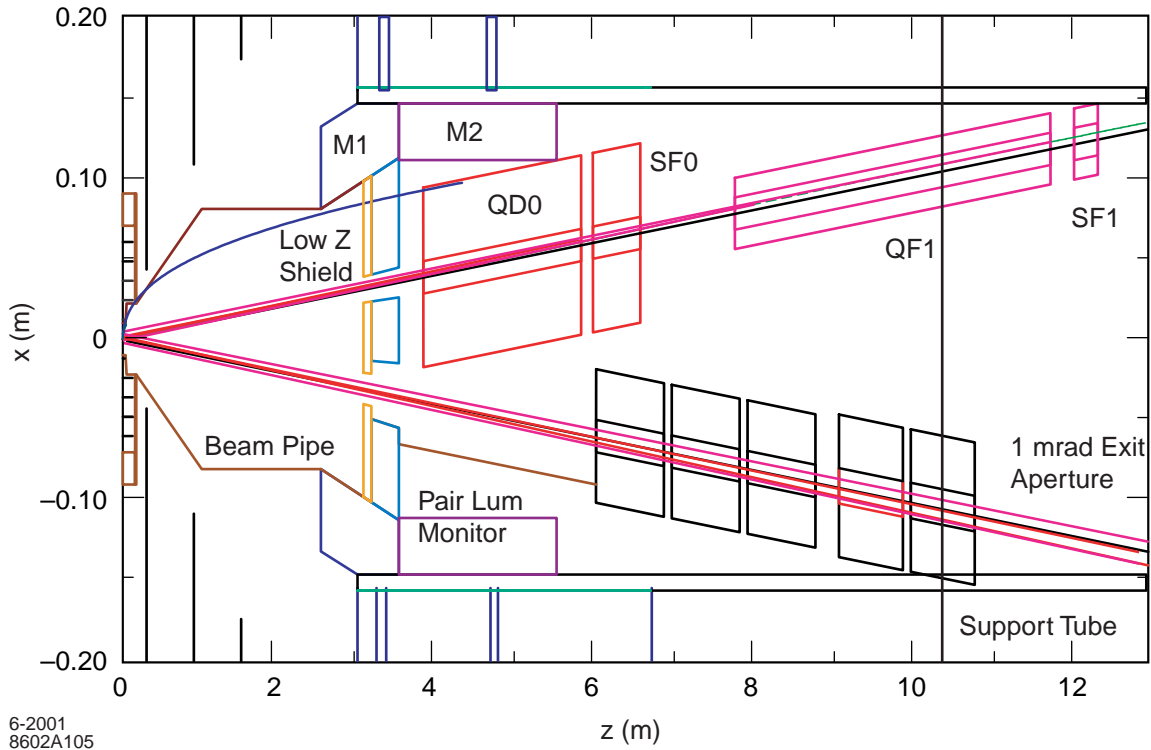 0.20
0.10
0
−0.10
−0.20
x (m)
M1
M2
SF0
QD0
Low Z
Shield
QF1
SF1
Beam Pipe
Pair Lum
Monitor
1 mrad Exit
Aperture
Support Tube
0
2
4
6
8
10
12
z (m)
6-2001
8602A105